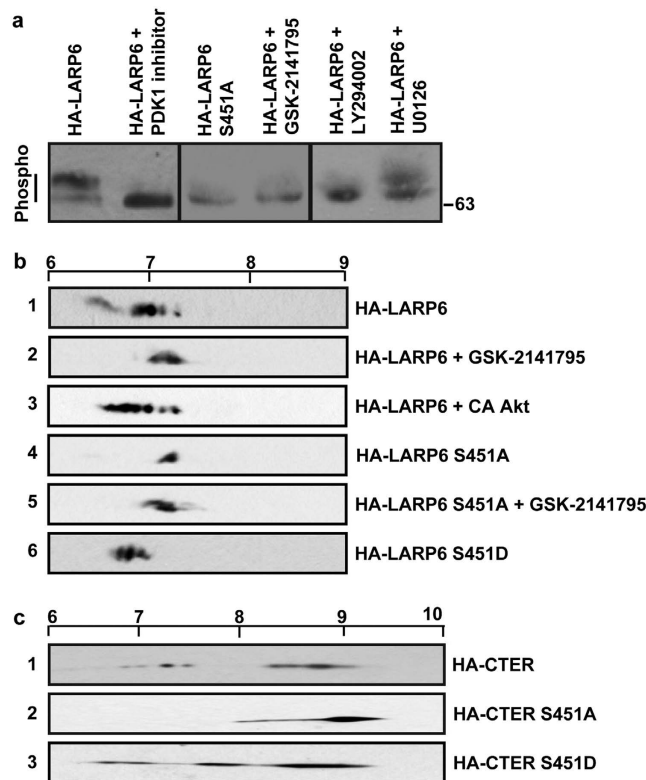 a
HA-LARP6
HA-LARP6 +
PDK1 inhibitor
HA-LARP6
S451A
HA-LARP6 +
GSK-2141795
HA-LARP6 +
LY294002
HA-LARP6 +
U0126
Phospho
–63
b
6 7 8 9
1 HA-LARP6
2 HA-LARP6 + GSK-2141795
3 HA-LARP6 + CA Akt
4 HA-LARP6 S451A
5 HA-LARP6 S451A + GSK-2141795
6 HA-LARP6 S451D
c
6 7 8 9 10
1 HA-CTER
2 HA-CTER S451A
3 HA-CTER S451D